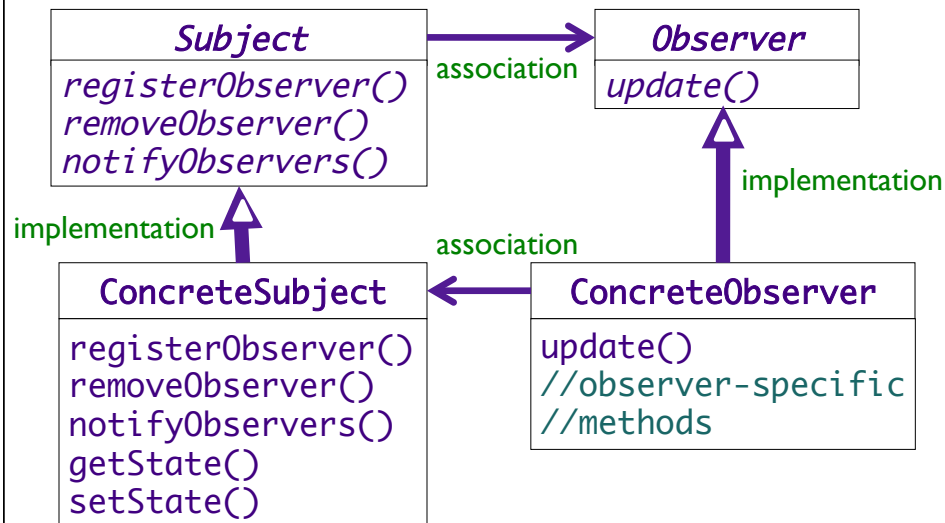 Subject
registerObserver()
removeObserver()
notifyObservers()
association
Observer
update()
implementation
implementation
association
ConcreteSubject
registerObserver()
removeObserver()
notifyObservers()
getState()
setState()
ConcreteObserver
update()
//observer-specific
//methods